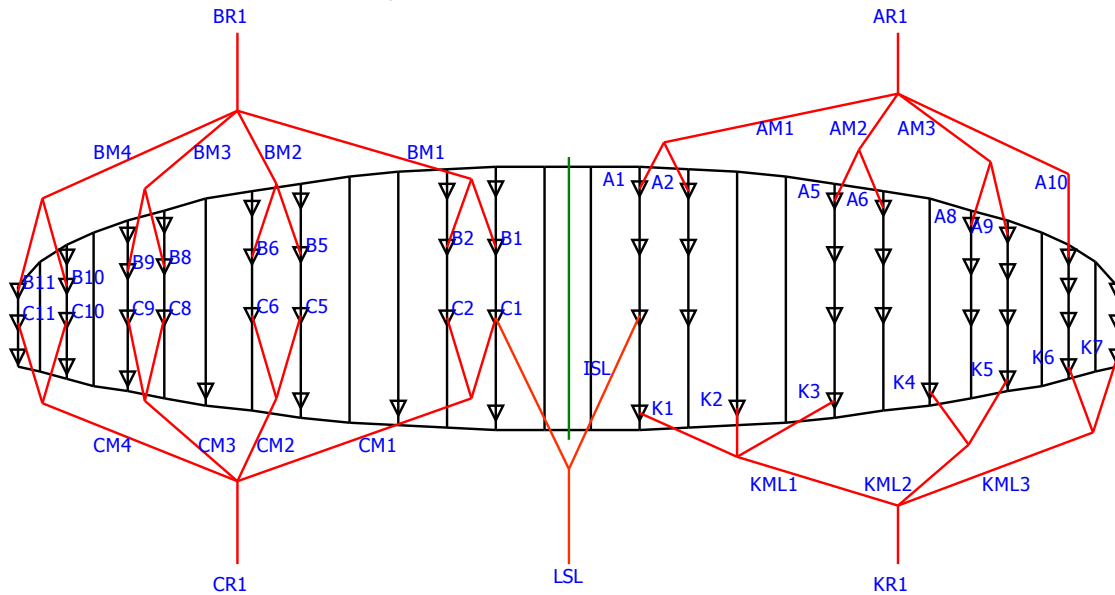 BR1
AR1
AM1
AM2
AM3
BM4
BM3
BM2
BM1
A1
A2
A5
A6
A8
A9
A10
B11
B10
B9
B8
B6
B5
B2
B1
C11
C10
C9
C8
C6
C5
C2
C1
ISL
K1
K2
K3
K4
K5
K6
K7
CM4
CM3
CM2
CM1
KML1
KML2
KML3
CR1
LSL
KR1